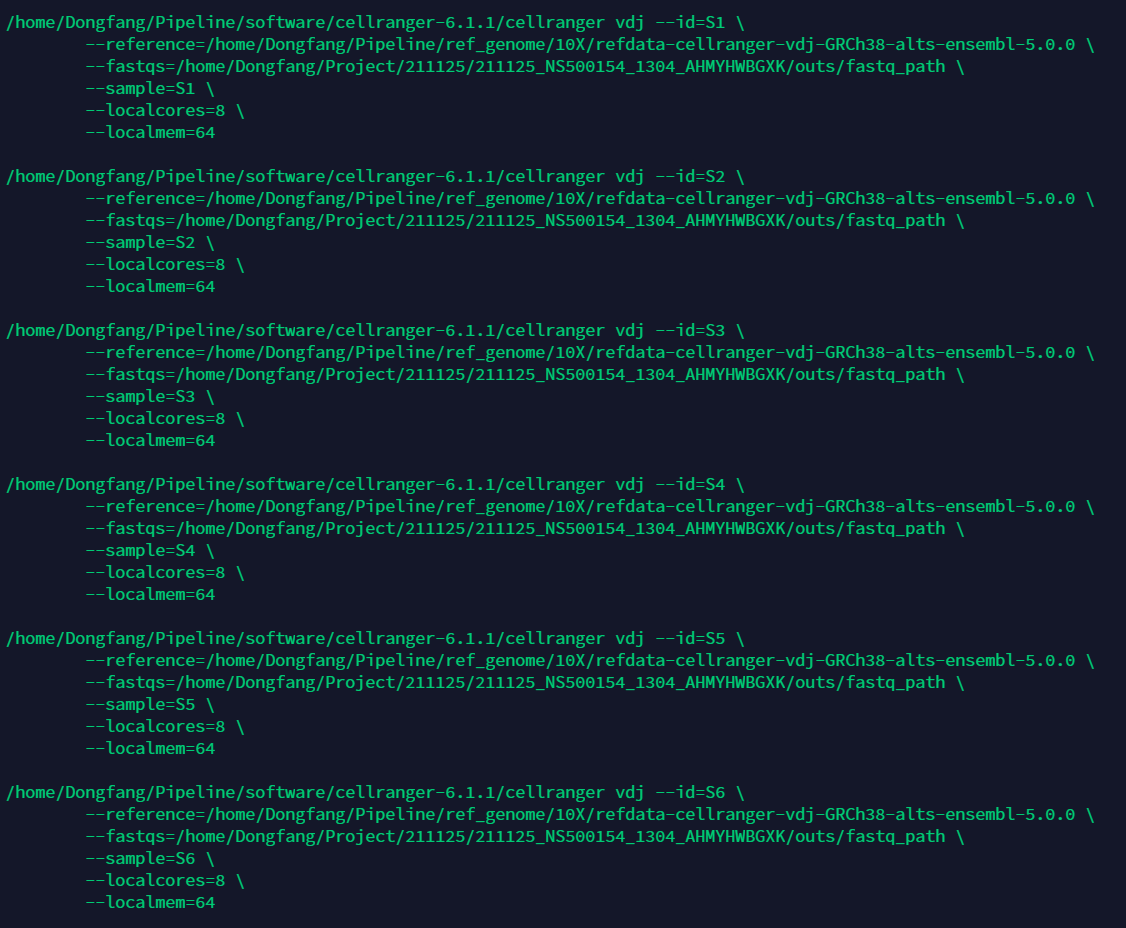 /home/Dongfang/Pipeline/software/cellranger-6.1.1/cellranger vdj --id=S1 \
--reference=/home/Dongfang/Pipeline/ref_genome/10X/refdata-cellranger-vdj-GRCh38-alts-ensembl-5.0.0 \
--fastqs=/home/Dongfang/Project/211125/211125_NS500154_1304_AHMYHWBGXK/outs/fastq_path \
--sample=S1 \
--localcores=8 \
--localmem=64
/home/Dongfang/Pipeline/software/cellranger-6.1.1/cellranger vdj --id=S2 \
--reference=/home/Dongfang/Pipeline/ref_genome/10X/refdata-cellranger-vdj-GRCh38-alts-ensembl-5.0.0 \
--fastqs=/home/Dongfang/Project/211125/211125_NS500154_1304_AHMYHWBGXK/outs/fastq_path \
--sample=S2 \
--localcores=8 \
--localmem=64
/home/Dongfang/Pipeline/software/cellranger-6.1.1/cellranger vdj --id=S3 \
--reference=/home/Dongfang/Pipeline/ref_genome/10X/refdata-cellranger-vdj-GRCh38-alts-ensembl-5.0.0 \
--fastqs=/home/Dongfang/Project/211125/211125_NS500154_1304_AHMYHWBGXK/outs/fastq_path \
--sample=S3 \
--localcores=8 \
--localmem=64
/home/Dongfang/Pipeline/software/cellranger-6.1.1/cellranger vdj --id=S4 \
--reference=/home/Dongfang/Pipeline/ref_genome/10X/refdata-cellranger-vdj-GRCh38-alts-ensembl-5.0.0 \
--fastqs=/home/Dongfang/Project/211125/211125_NS500154_1304_AHMYHWBGXK/outs/fastq_path \
--sample=S4 \
--localcores=8 \
--localmem=64
/home/Dongfang/Pipeline/software/cellranger-6.1.1/cellranger vdj --id=S5 \
--reference=/home/Dongfang/Pipeline/ref_genome/10X/refdata-cellranger-vdj-GRCh38-alts-ensembl-5.0.0 \
--fastqs=/home/Dongfang/Project/211125/211125_NS500154_1304_AHMYHWBGXK/outs/fastq_path \
--sample=S5 \
--localcores=8 \
--localmem=64
/home/Dongfang/Pipeline/software/cellranger-6.1.1/cellranger vdj --id=S6 \
--reference=/home/Dongfang/Pipeline/ref_genome/10X/refdata-cellranger-vdj-GRCh38-alts-ensembl-5.0.0 \
--fastqs=/home/Dongfang/Project/211125/211125_NS500154_1304_AHMYHWBGXK/outs/fastq_path \
--sample=S6 \
--localcores=8 \
--localmem=64